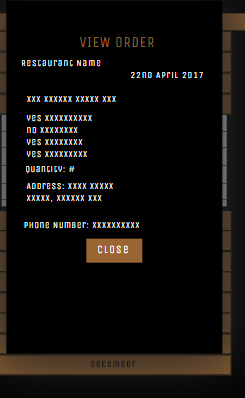 VIEW ORDER
Restaurant Name
22nd April 2017
xxx xxxxxx xxxxx xxx
yes xxxxxxxxxx
no xxxxxxxx
yes xxxxxxxx
yes xxxxxxxxx
Quantity: #
Address: xxxx xxxxx
xxxxx, xxxxxx xxx
Phone Number: xxxxxxxxxx
Close
December